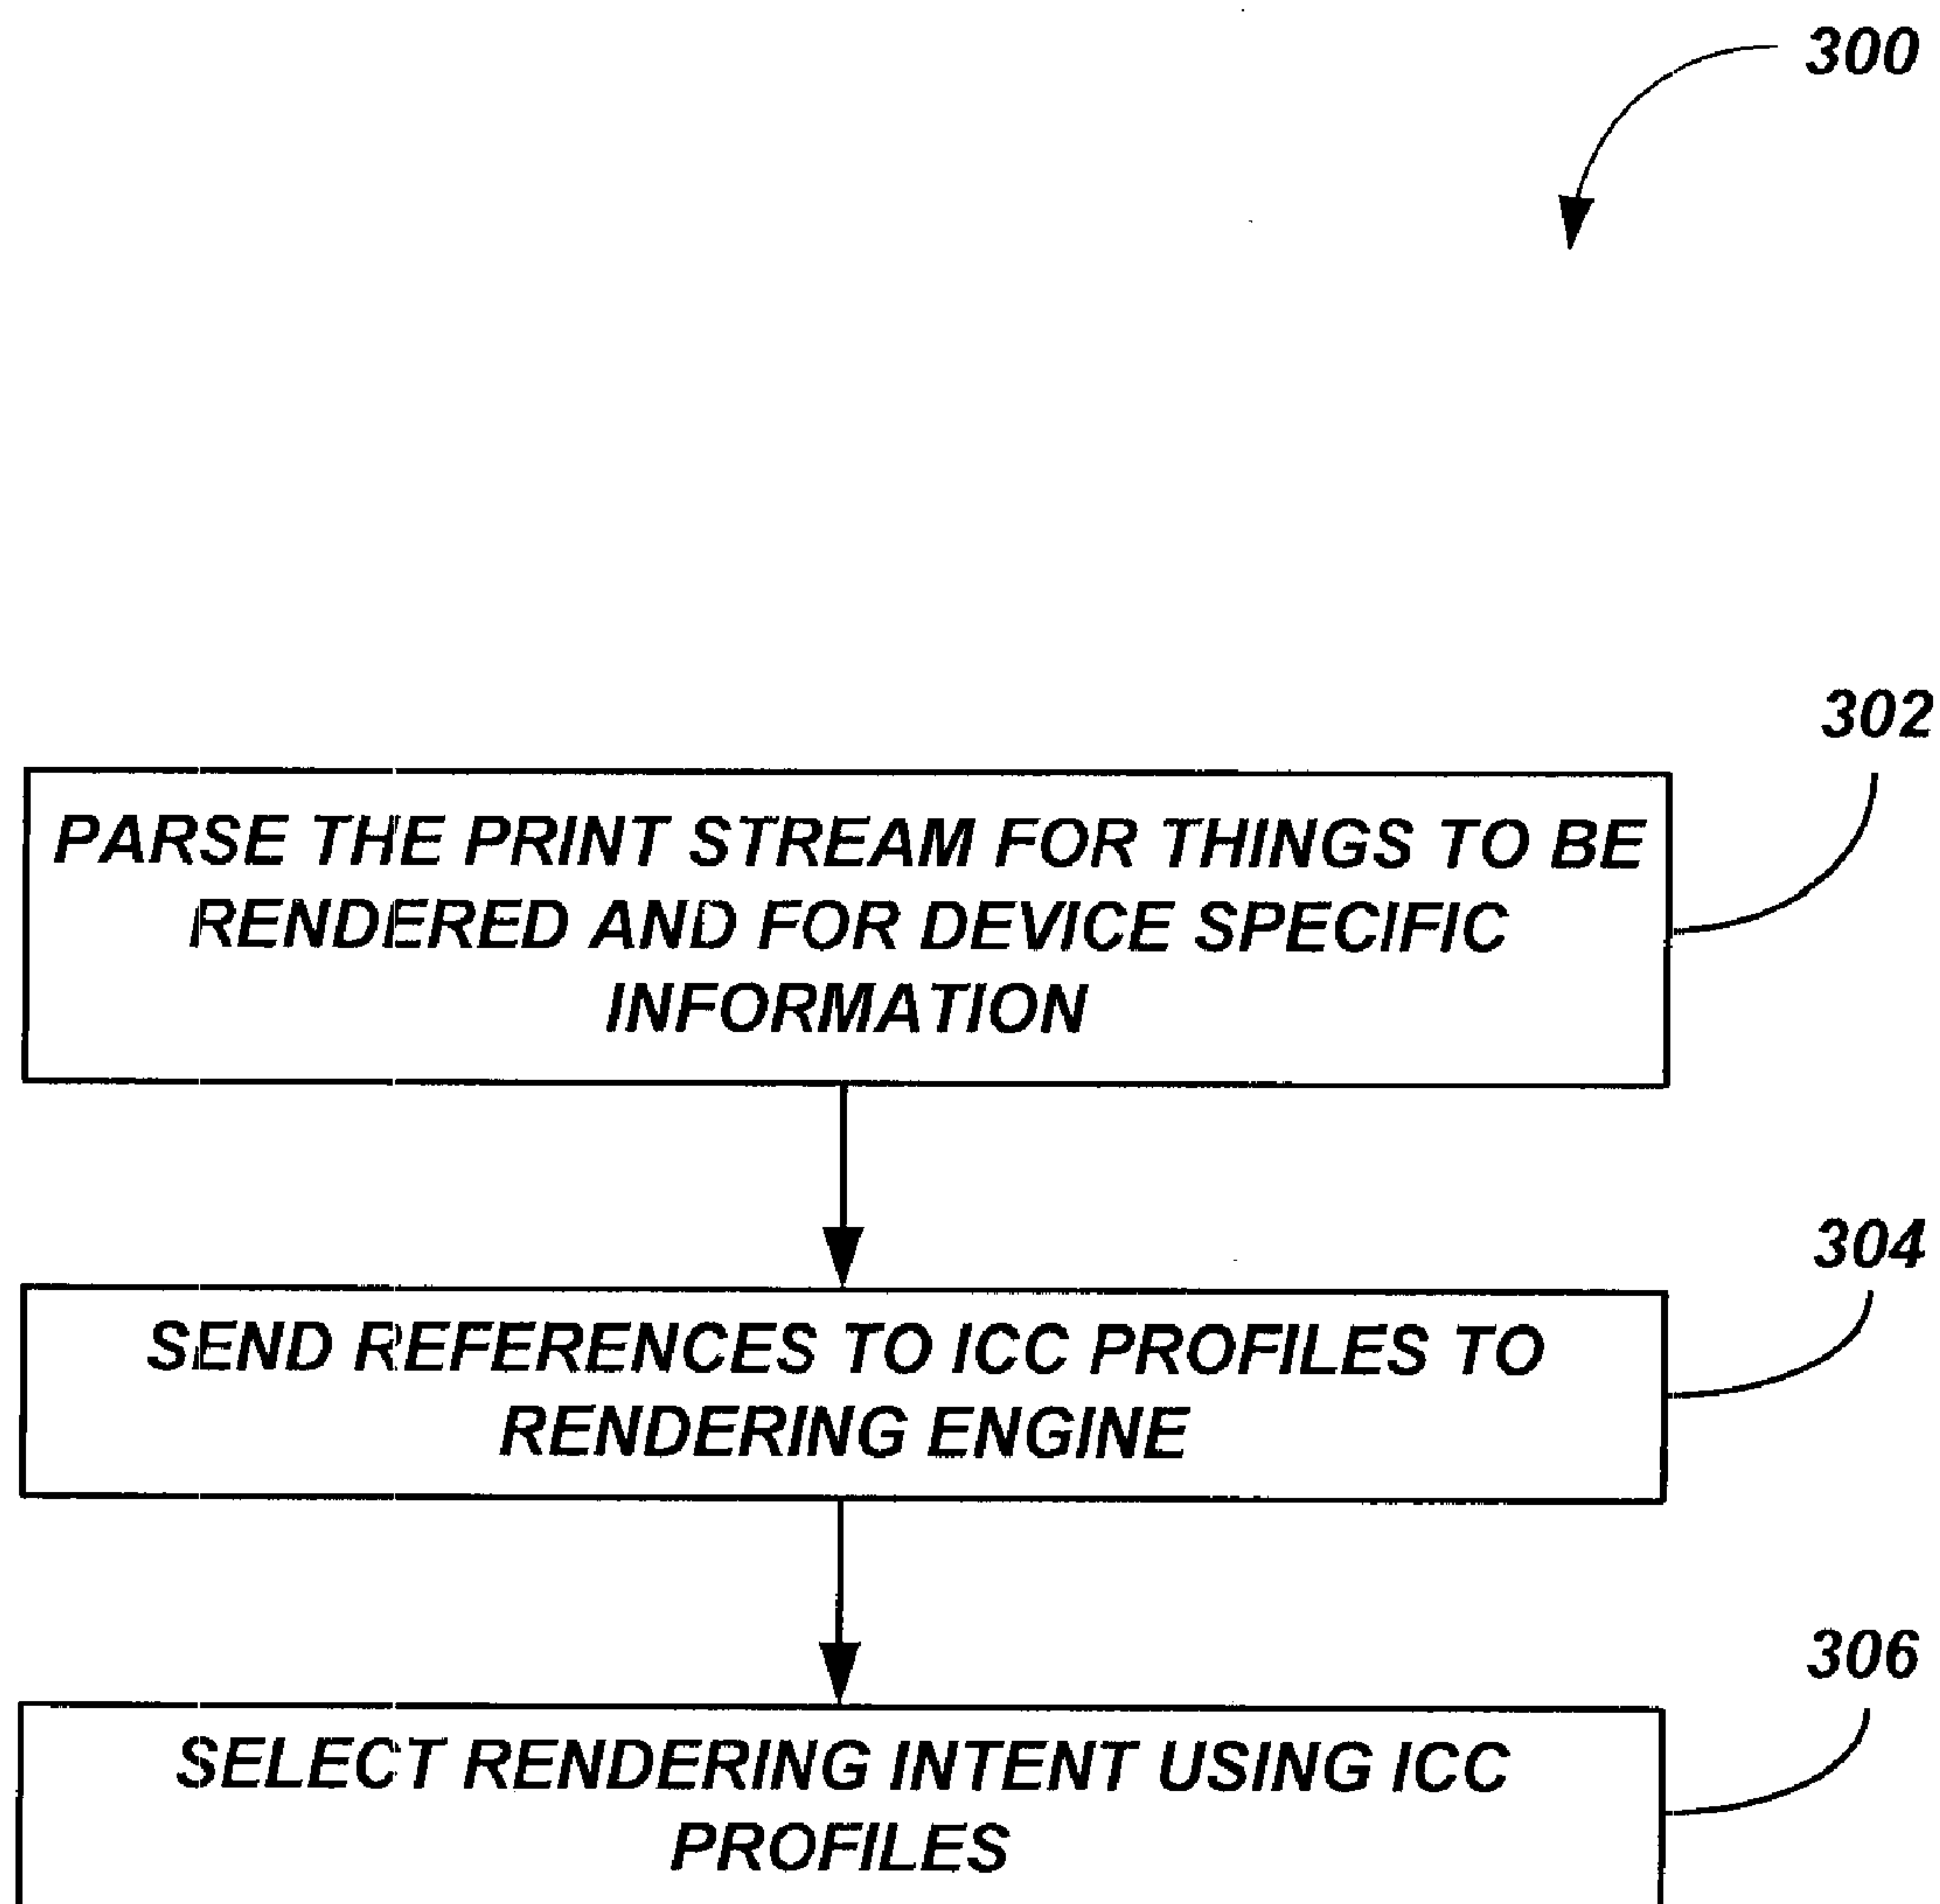 300
302
PARSE THE PRINT STREAM FOR THINGS TO BE
RENDERED AND FOR DEVICE SPECIFIC
INFORMATION
304
SEND REFERENCES TO ICC PROFILES TO
RENDERING ENGINE
306
SELECT RENDERING INTENT USING ICC
PROFILES